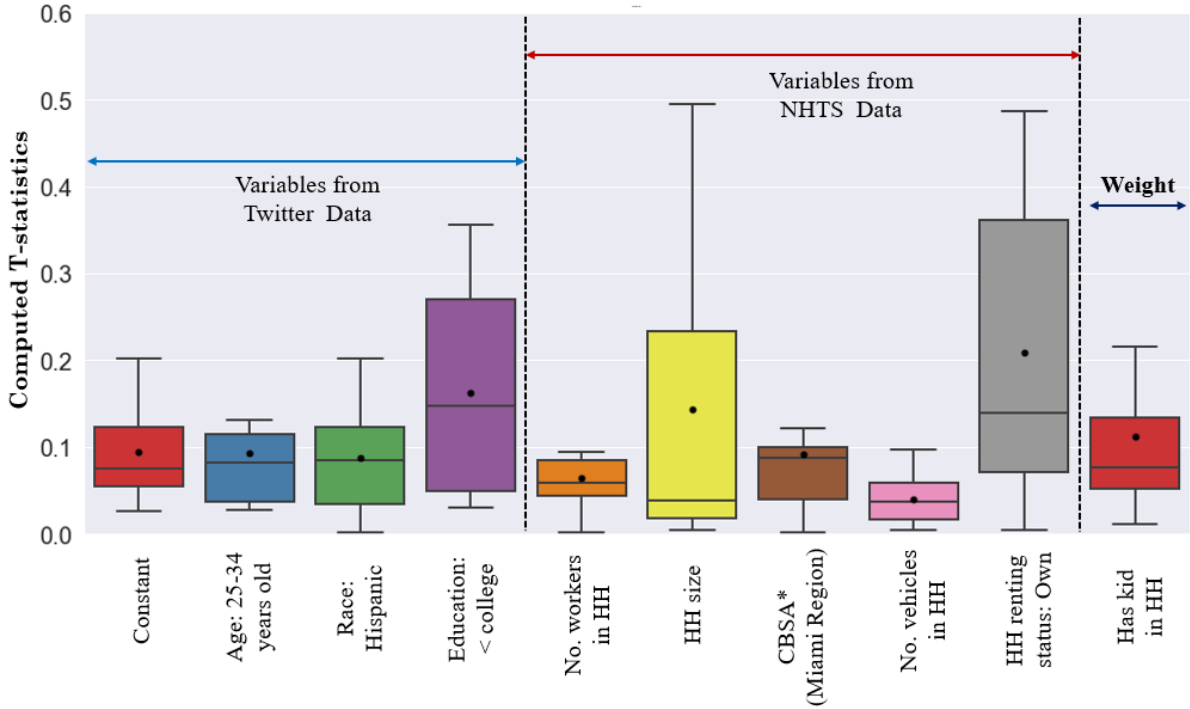 0.6
0.5
0.4
0.3
0.2
0.1
0.0
Computed T-statistics
Variables from
Twitter Data
Variables from
NHTS Data
Weight
Constant
Age: 25-34
years old
Race:
Hispanic
Education:
< college
No. workers
in HH
HH size
CBSA*
(Miami Region)
No. vehicles
in HH
HH renting
status: Own
Has kid
in HH